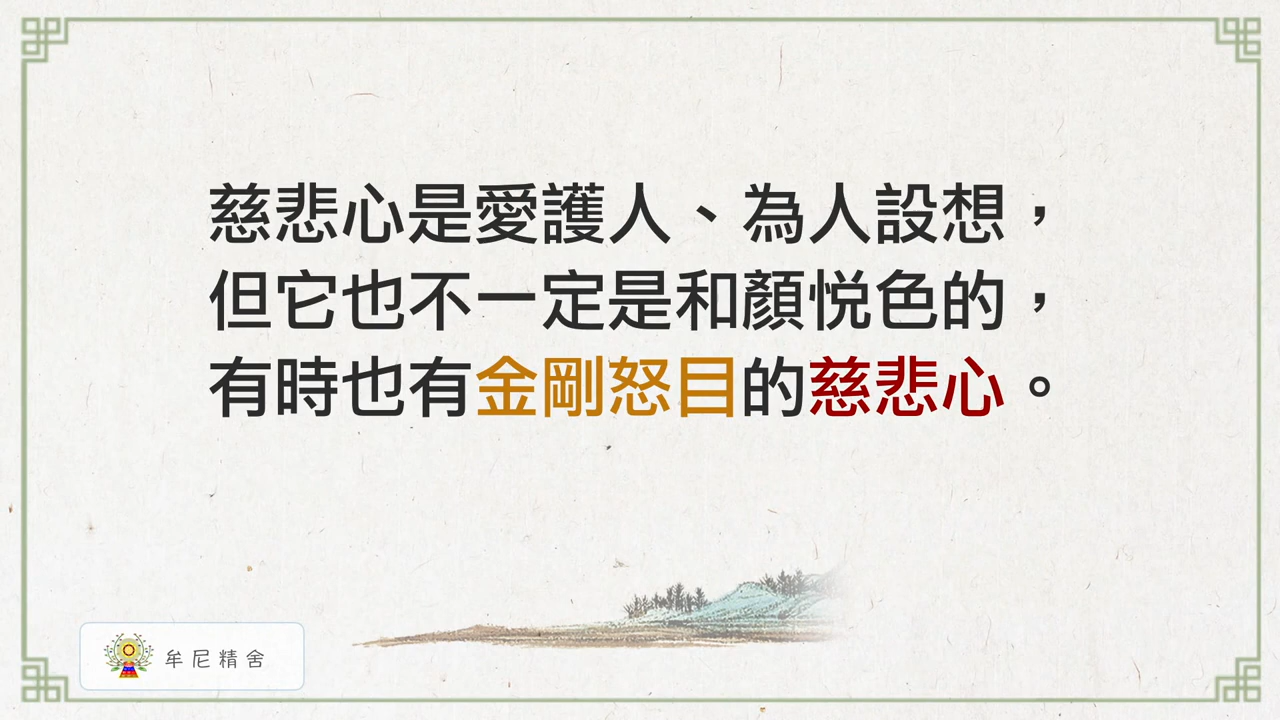 慈悲心是愛護人、為人設想，
但它也不一定是和顏悅色的，
有時也有金剛怒目的慈悲心。
牟尼精舍